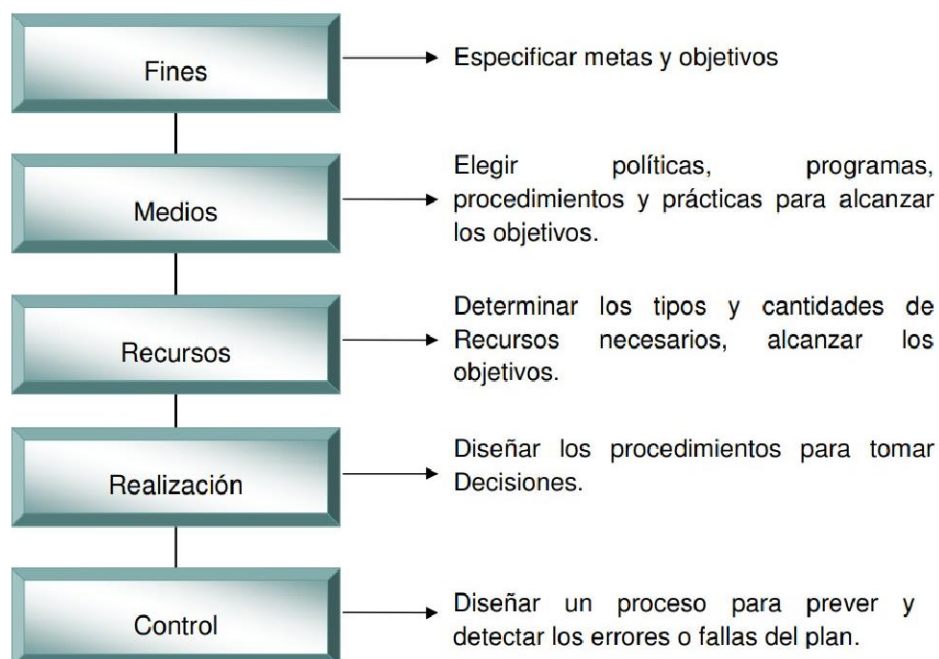 Fines
Especificar metas y objetivos
Medios
Elegir políticas, programas,
procedimientos y prácticas para alcanzar
los objetivos.
Recursos
Determinar los tipos y cantidades de
Recursos necesarios, alcanzar los
objetivos.
Realización
Diseñar los procedimientos para tomar
Decisiones.
Control
Diseñar un proceso para prever y
detectar los errores o fallas del plan.